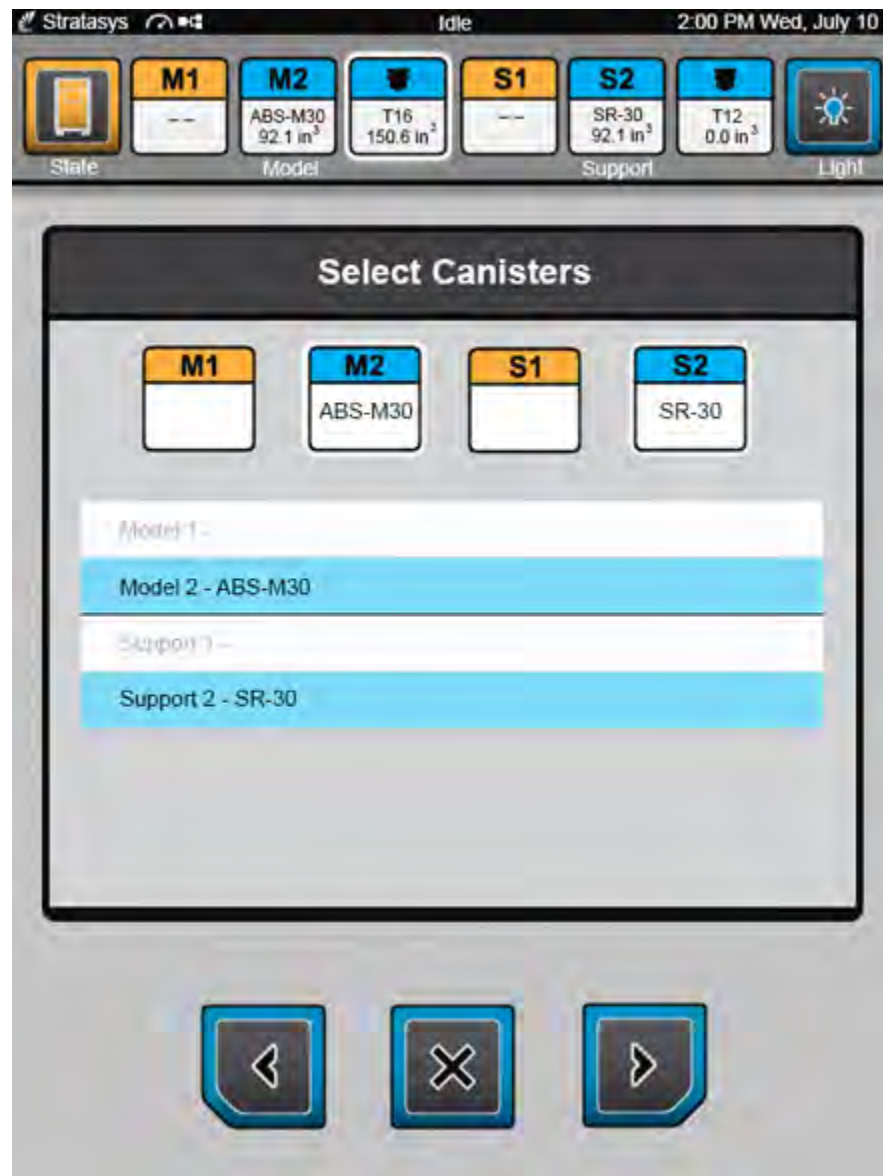 Stratasys Idle 2:00 PM Wed, July 10
M1 M2 S1 S2
-- ABS-M30 T16 -- SR-30 T12
92.1 in³ 150.6 in³ 92.1 in³ 0.0 in³
State Model Support Light
Select Canisters
M1 M2 S1 S2
ABS-M30 SR-30
Model 1 -
Model 2 - ABS-M30
Support 1 -
Support 2 - SR-30